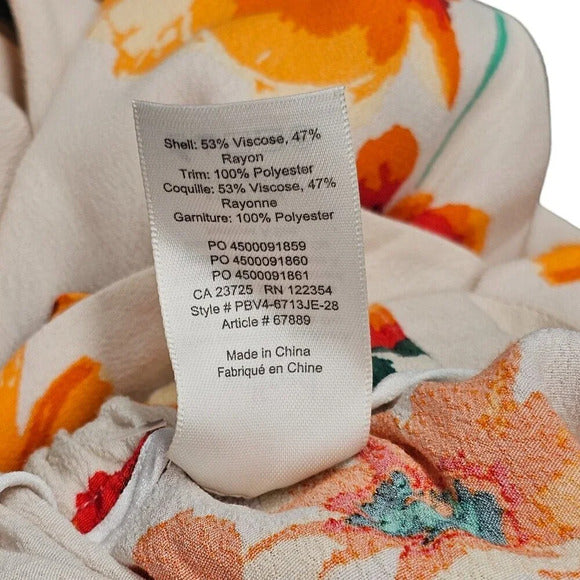 Shell: 53% Viscose, 47%
Rayon
Trim: 100% Polyester
Coquille: 53% Viscose, 47%
Rayonne
Garniture: 100% Polyester
PO 4500091859
PO 4500091860
PO 4500091861
CA 23725 RN 122354
Style # PBV4-6713JE-28
Article # 67889
Made in China
Fabriqué en Chine